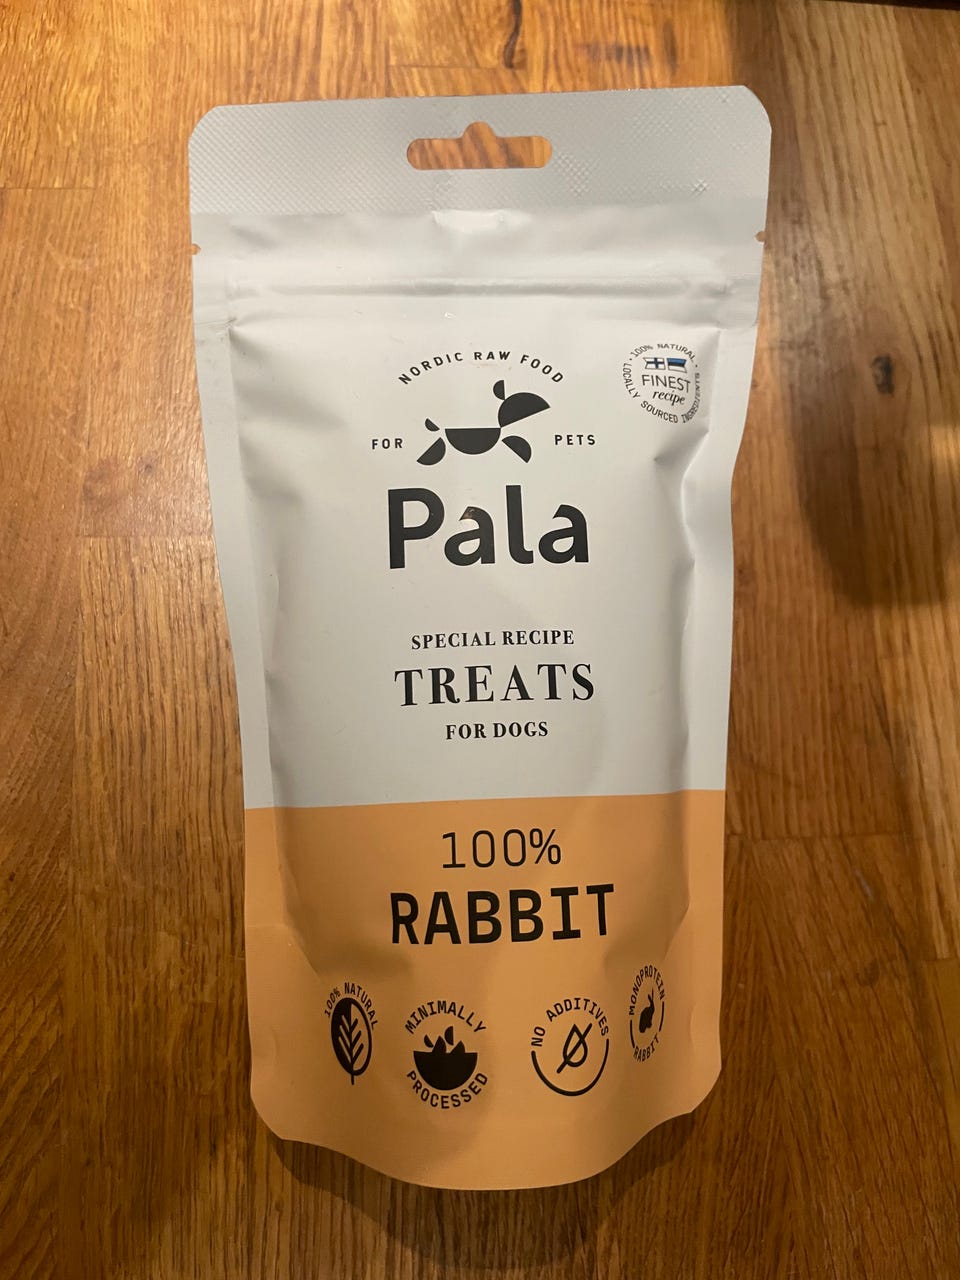 NORDIC RAW FOOD
FOR PETS
Pala
· 100% NATURAL · LOCALLY SOURCED INGREDIENTS
FINEST
recipe
SPECIAL RECIPE
TREATS
FOR DOGS
100%
RABBIT
100% NATURAL
MINIMALLY
PROCESSED
NO ADDITIVES
MONOPROTEIN
RABBIT